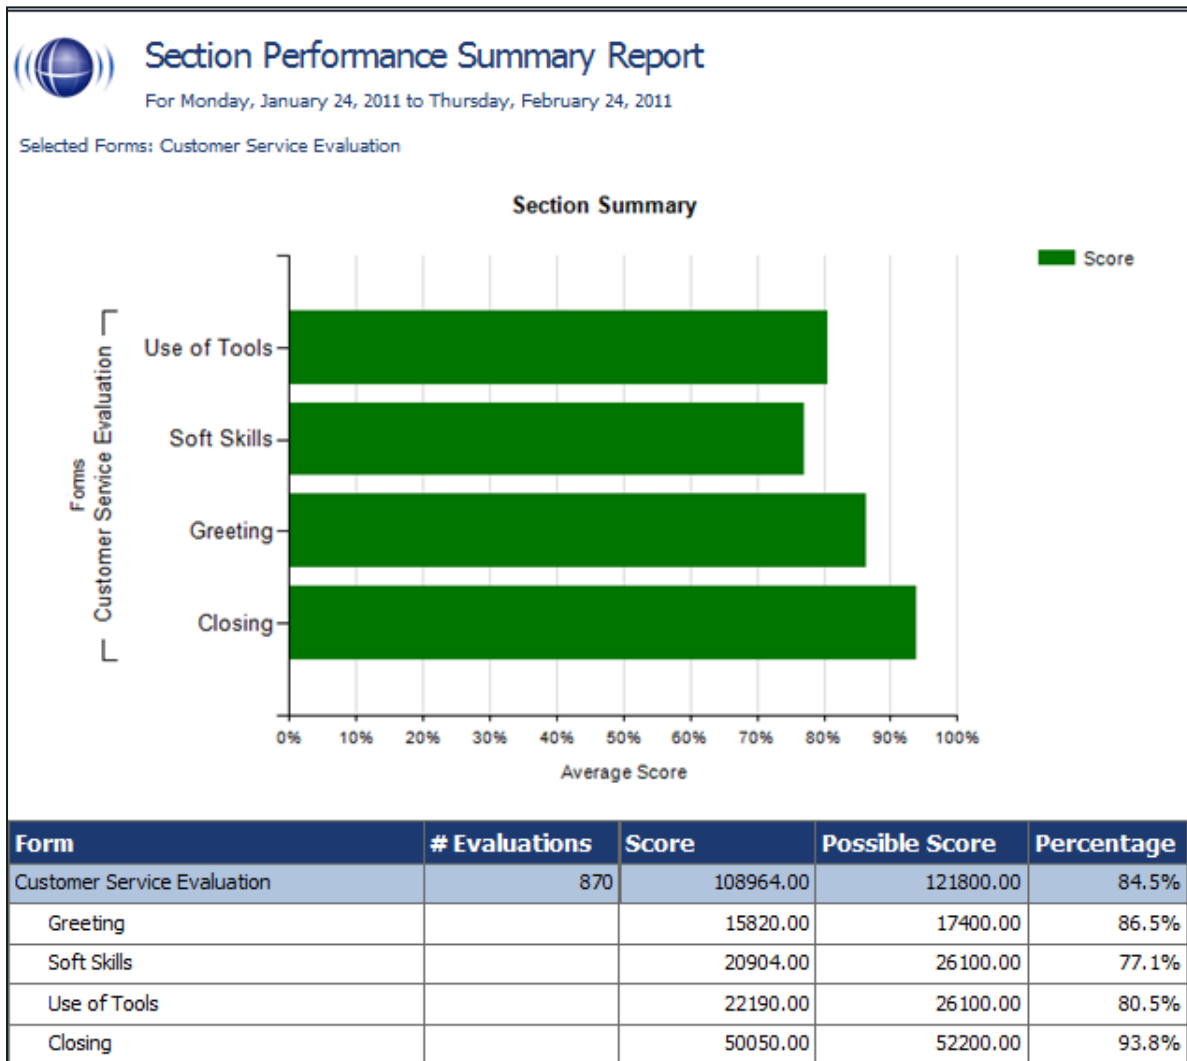 Section Performance Summary Report
For Monday, January 24, 2011 to Thursday, February 24, 2011
Selected Forms: Customer Service Evaluation
Section Summary
Score
Forms
Customer Service Evaluation
Use of Tools
Soft Skills
Greeting
Closing
0% 10% 20% 30% 40% 50% 60% 70% 80% 90% 100%
Average Score
Form # Evaluations Score Possible Score Percentage
Customer Service Evaluation 870 108964.00 121800.00 84.5%
Greeting 15820.00 17400.00 86.5%
Soft Skills 20904.00 26100.00 77.1%
Use of Tools 22190.00 26100.00 80.5%
Closing 50050.00 52200.00 93.8%